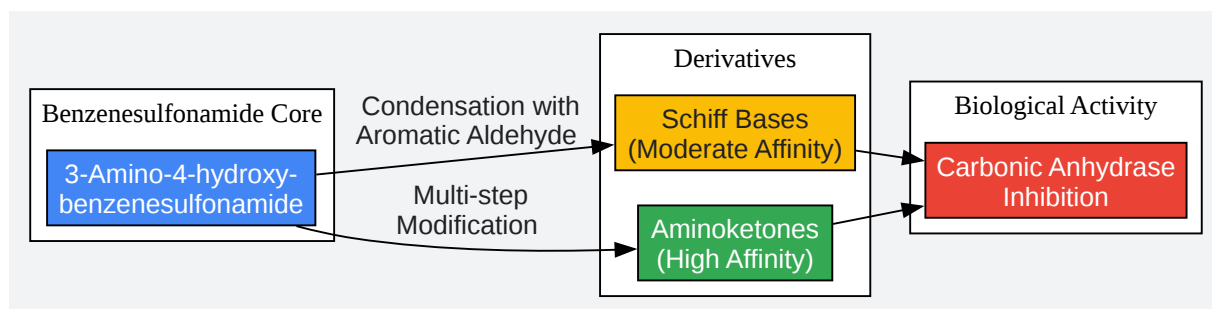 Benzenesulfonamide Core
3-Amino-4-hydroxy-
benzenesulfonamide
Condensation with
Aromatic Aldehyde
Multi-step
Modification
Derivatives
Schiff Bases
(Moderate Affinity)
Aminoketones
(High Affinity)
Biological Activity
Carbonic Anhydrase
Inhibition